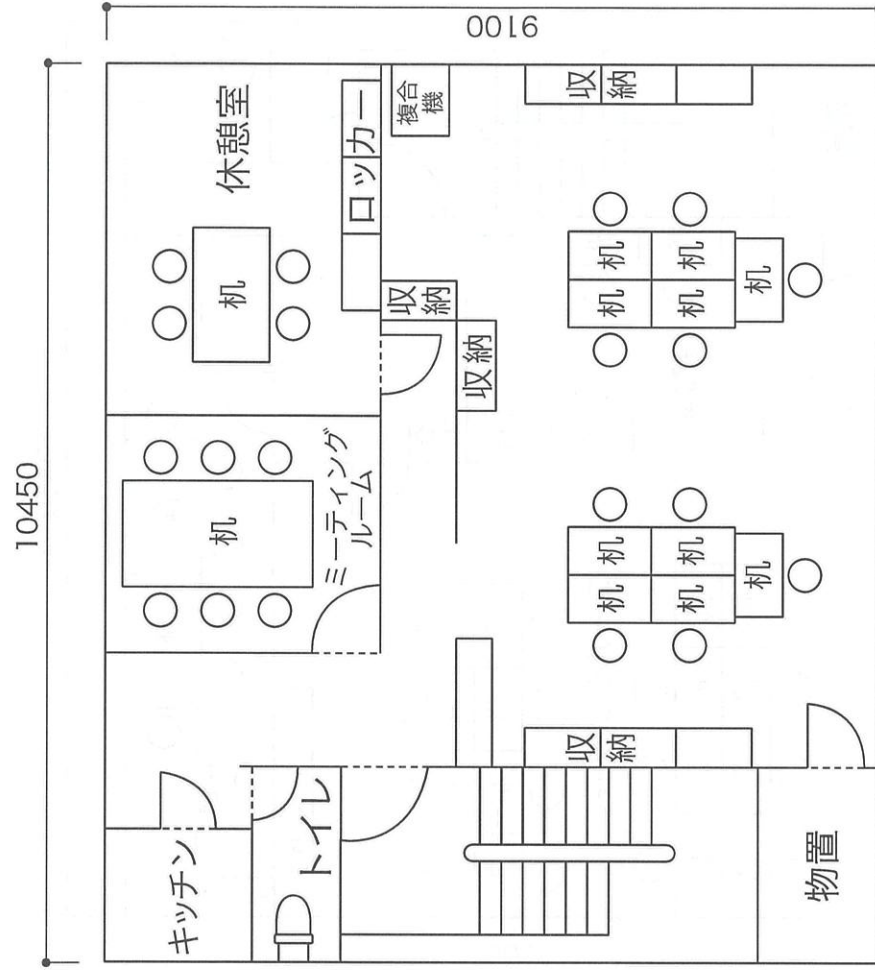 10450
9100
休憩室
机
ロッカー
複合
機
収
納
収
納
収納
机
ミーティング
ルーム
机
机
机
机
机
机
机
机
机
机
収
納
キッチン
トイレ
物置